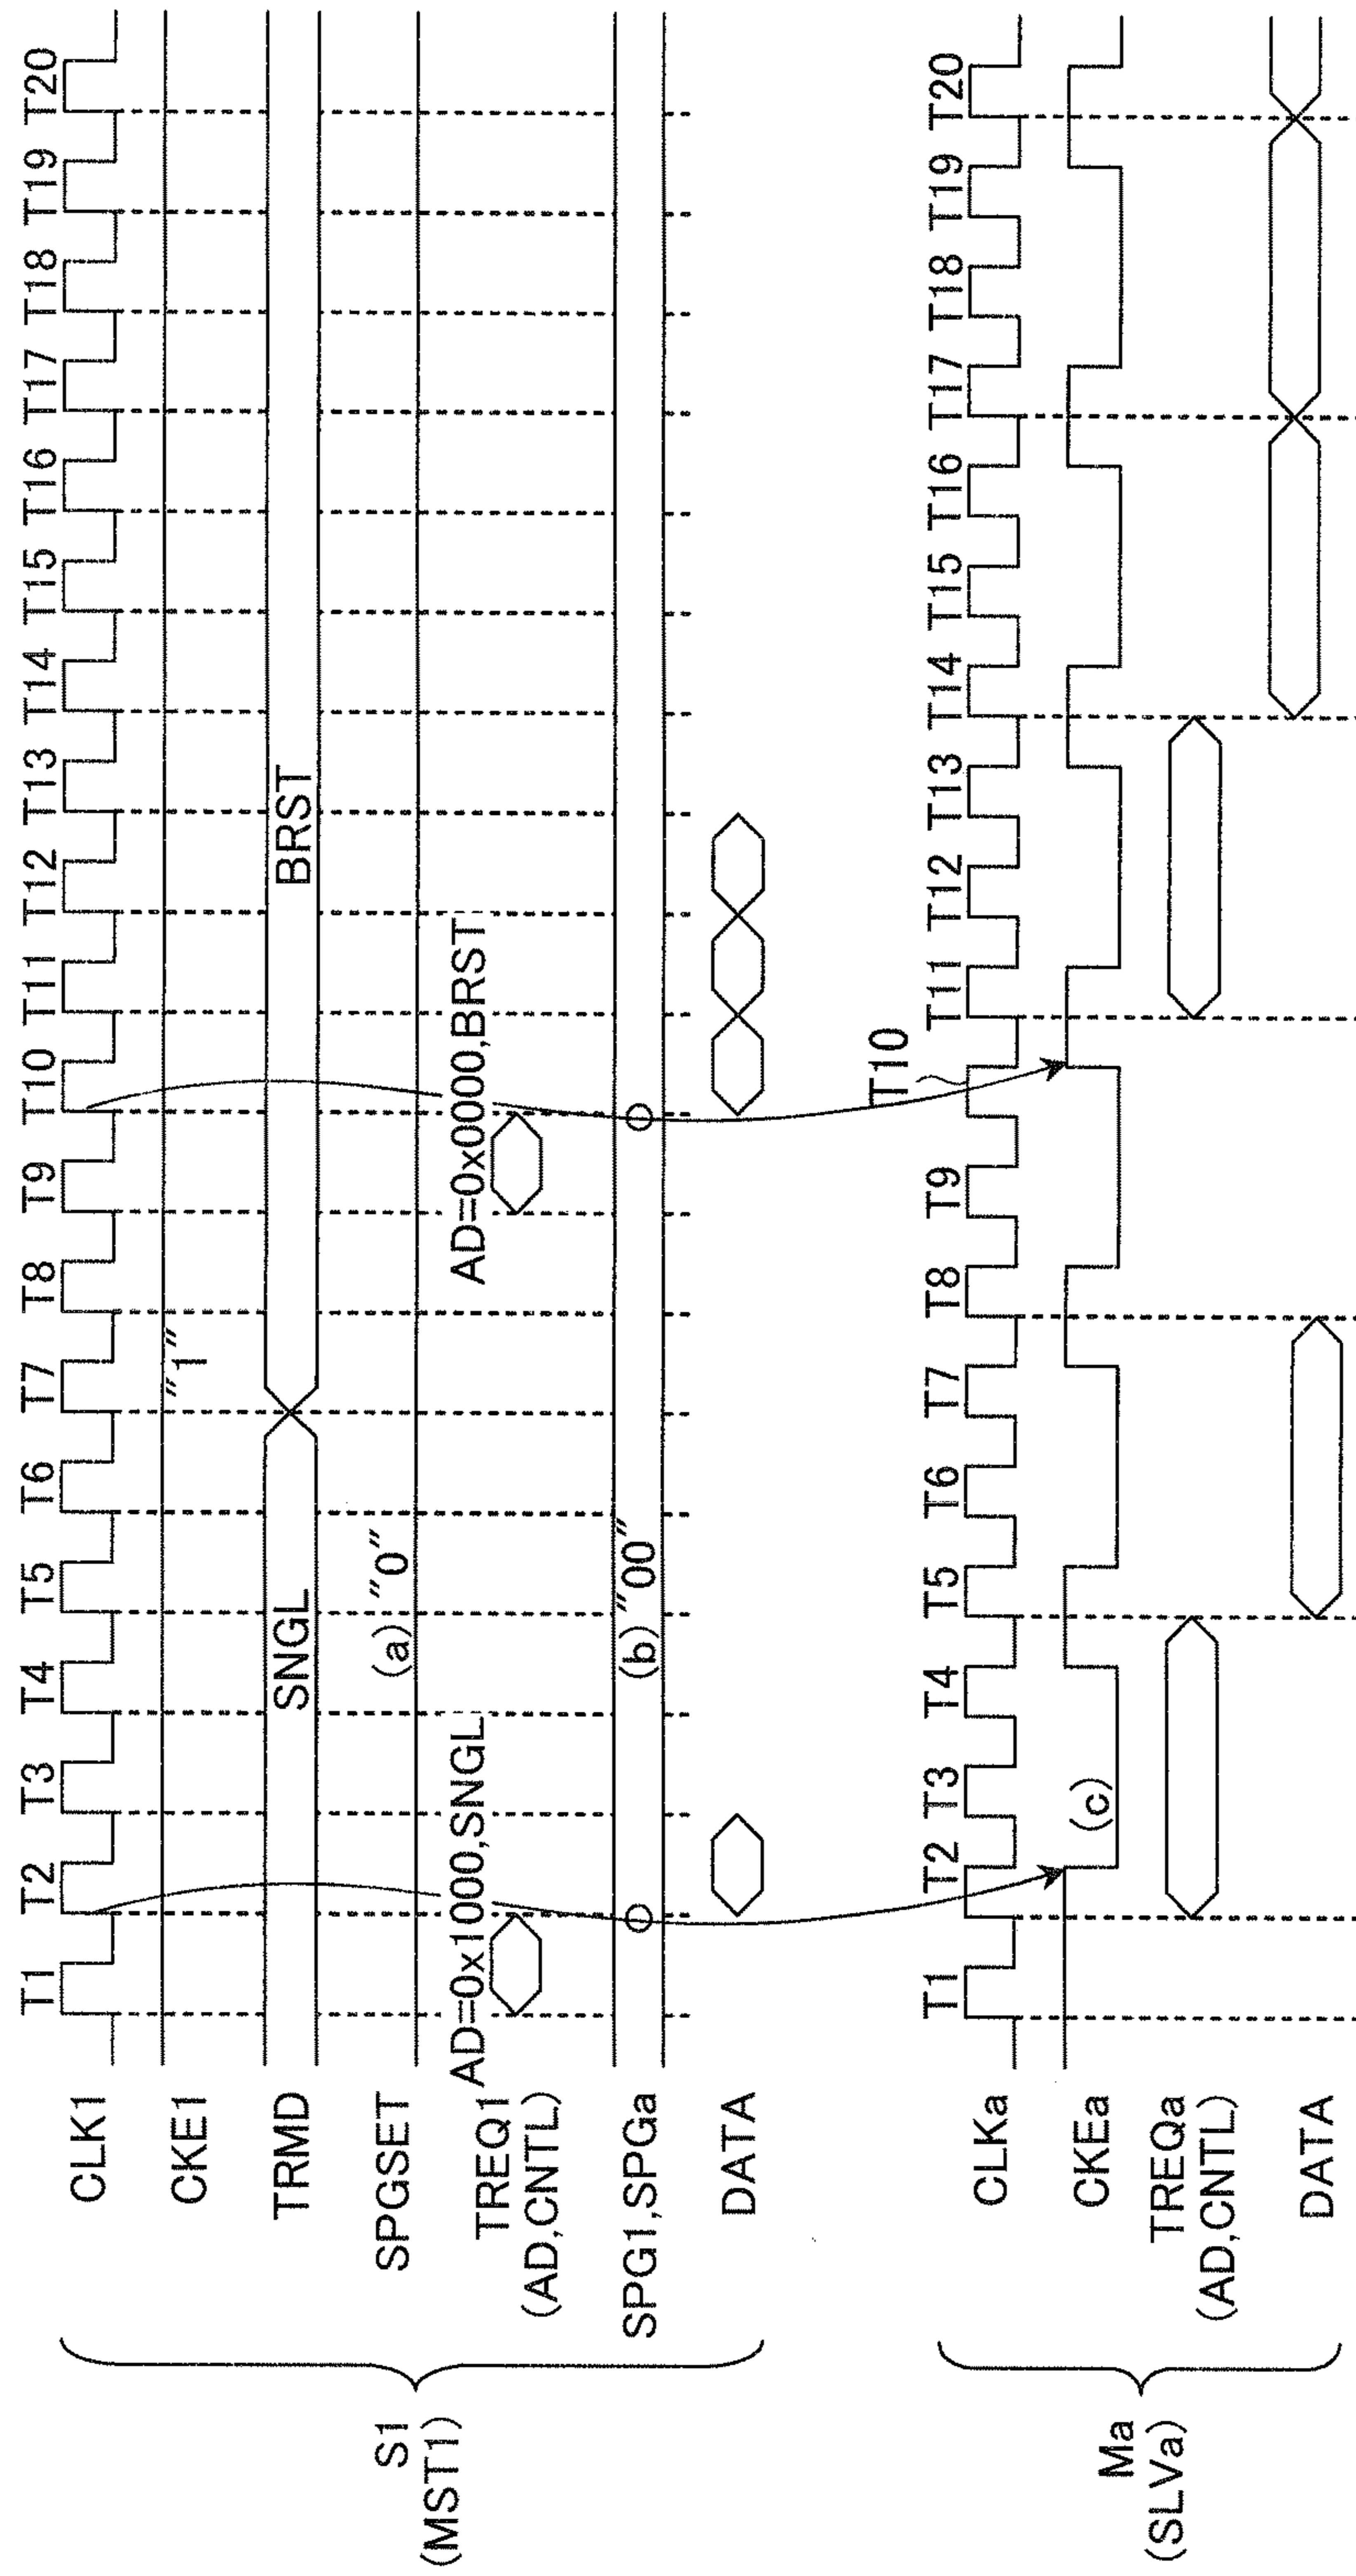 T1 T2 T3 T4 T5 T6 T7 T8 T9 T10 T11 T12 T13 T14 T15 T16 T17 T18 T19 T20
CLK1
CKE1
"1"
TRMD
SNGL
BRST
SPGSET
(a) "0"
AD=0x1000,SNGL
AD=0x0000,BRST
TREQ1
(AD,CNTL)
SPG1,SPGa
(b) "00"
DATA
S1
(MST1)
T10
T1 T2 T3 T4 T5 T6 T7 T8 T9 T11 T12 T13 T14 T15 T16 T17 T18 T19 T20
CLKa
CKEa
(c)
TREQa
(AD,CNTL)
DATA
Ma
(SLVa)